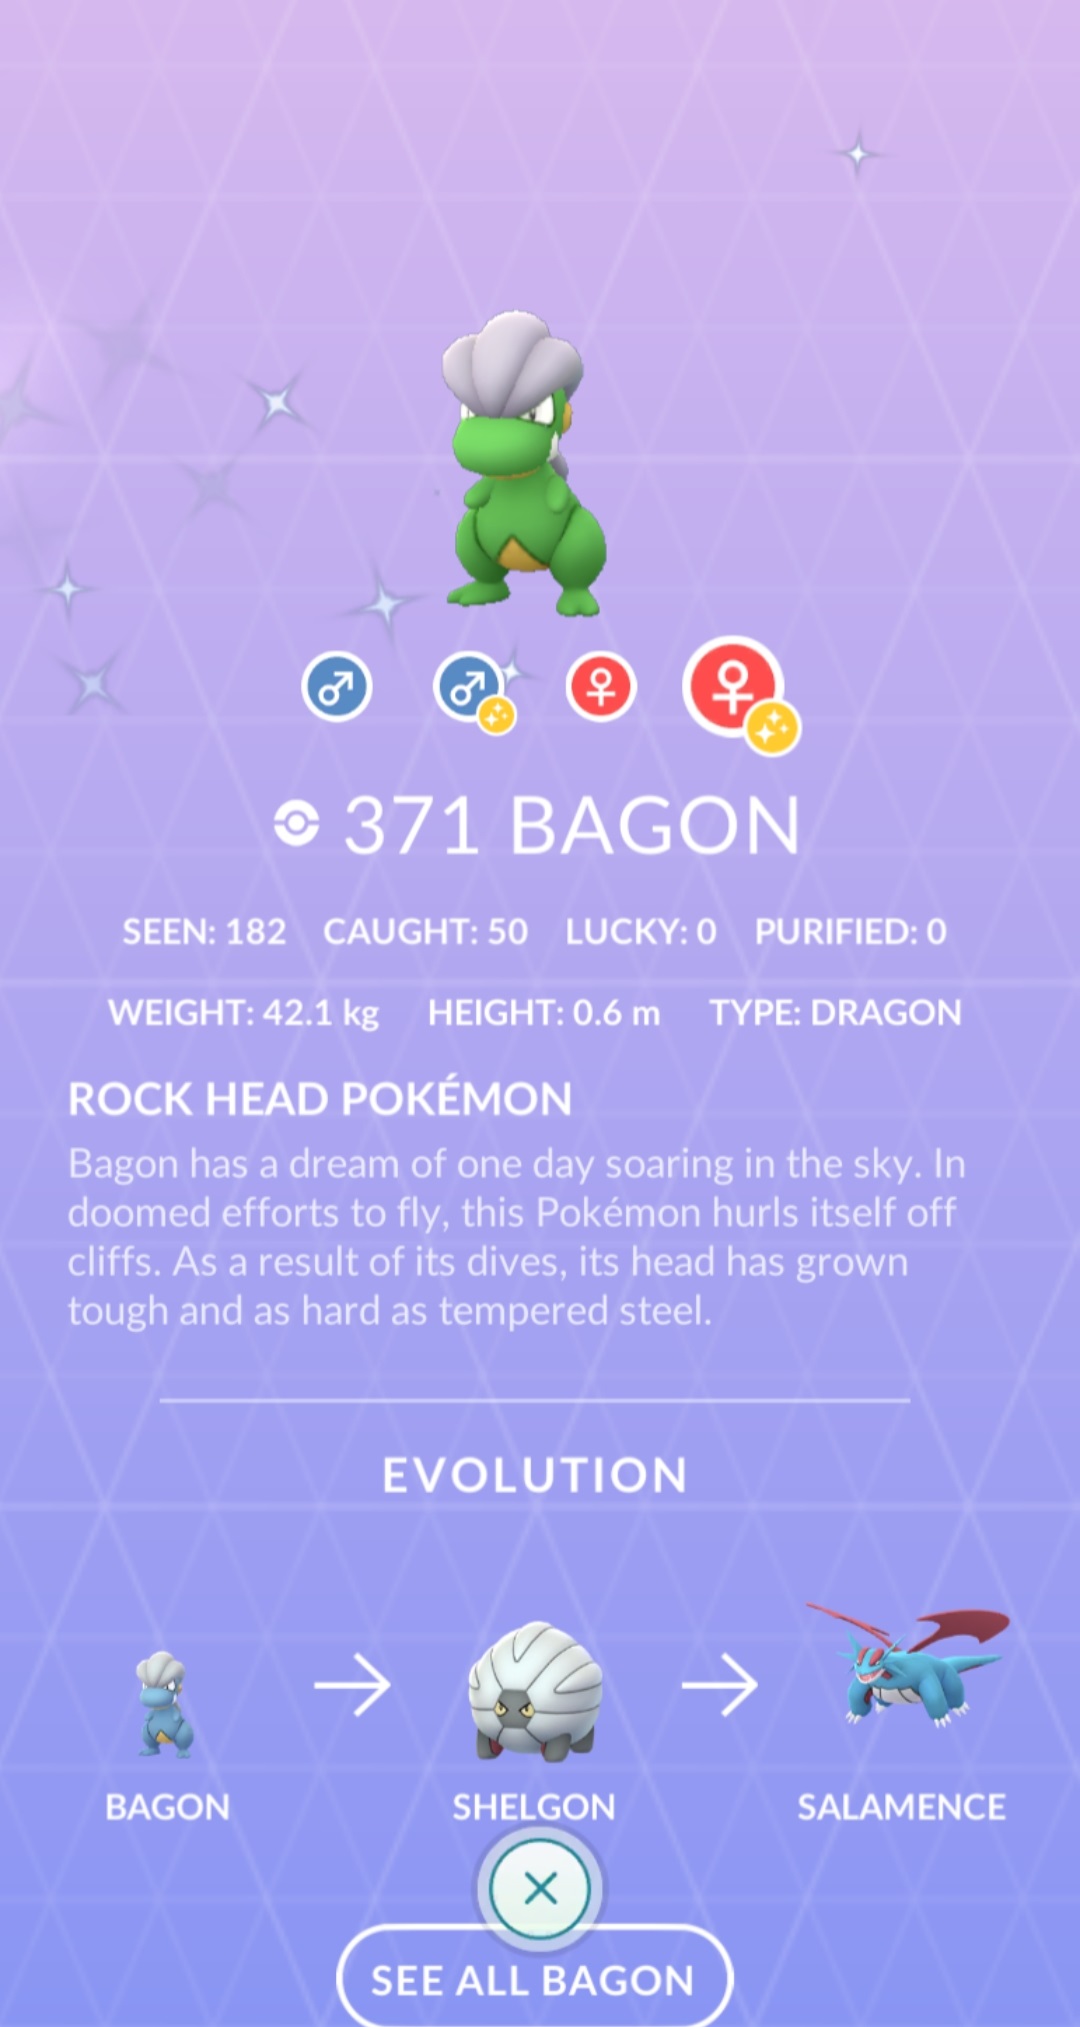 371 BAGON
SEEN: 182 CAUGHT: 50 LUCKY: 0 PURIFIED: 0
WEIGHT: 42.1 kg HEIGHT: 0.6 m TYPE: DRAGON
ROCK HEAD POKÉMON
Bagon has a dream of one day soaring in the sky. In
doomed efforts to fly, this Pokémon hurls itself off
cliffs. As a result of its dives, its head has grown
tough and as hard as tempered steel.
EVOLUTION
BAGON SHELGON SALAMENCE
SEE ALL BAGON